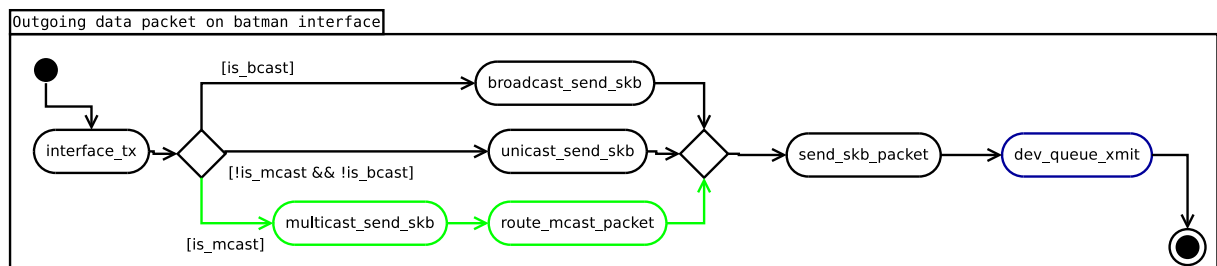 Outgoing data packet on batman interface
[is_bcast]
broadcast_send_skb
interface_tx
unicast_send_skb
send_skb_packet
dev_queue_xmit
[!is_mcast && !is_bcast]
multicast_send_skb
route_mcast_packet
[is_mcast]